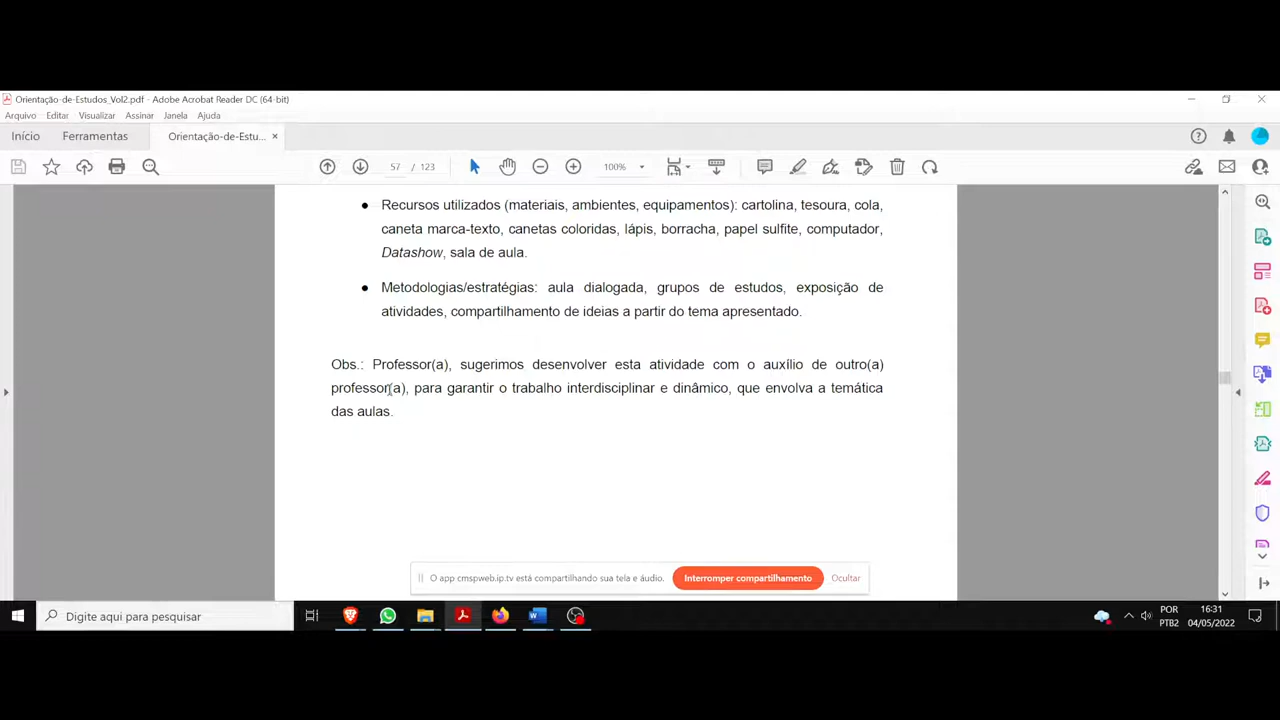 Orientação-de-Estudos_Vol2.pdf - Adobe Acrobat Reader DC (64-bit)
Arquivo Editar Visualizar Assinar Janela Ajuda
Início Ferramentas Orientação-de-Estu... ×
57 / 123 100%
● Recursos utilizados (materiais, ambientes, equipamentos): cartolina, tesoura, cola,
caneta marca-texto, canetas coloridas, lápis, borracha, papel sulfite, computador,
Datashow, sala de aula.
● Metodologias/estratégias: aula dialogada, grupos de estudos, exposição de
atividades, compartilhamento de ideias a partir do tema apresentado.
Obs.: Professor(a), sugerimos desenvolver esta atividade com o auxílio de outro(a)
professor(a), para garantir o trabalho interdisciplinar e dinâmico, que envolva a temática
das aulas.
O app cmspweb.ip.tv está compartilhando sua tela e áudio. Interromper compartilhamento Ocultar
Digite aqui para pesquisar
POR 16:31
PTB2 04/05/2022